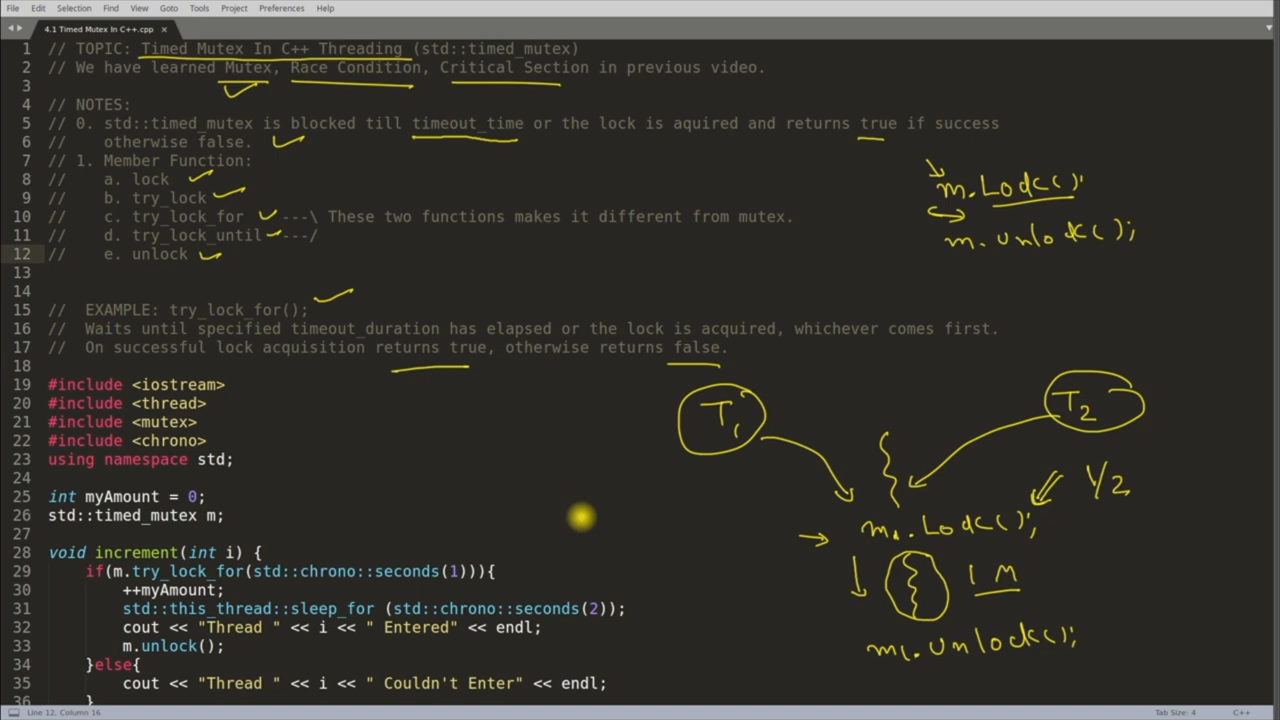 File Edit Selection Find View Goto Tools Project Preferences Help
4.1 Timed Mutex In C++.cpp ×
1 // TOPIC: Timed Mutex In C++ Threading (std::timed_mutex)
2 // We have learned Mutex, Race Condition, Critical Section in previous video.
3
4 // NOTES:
5 // 0. std::timed_mutex is blocked till timeout_time or the lock is aquired and returns true if success
6 //    otherwise false.
7 // 1. Member Function:
8 //    a. lock
9 //    b. try_lock
10 //    c. try_lock_for ---\ These two functions makes it different from mutex.
11 //    d. try_lock_until ---/
12 //    e. unlock
13
14
15 //  EXAMPLE: try_lock_for();
16 //  Waits until specified timeout_duration has elapsed or the lock is acquired, whichever comes first.
17 //  On successful lock acquisition returns true, otherwise returns false.
18
19 #include <iostream>
20 #include <thread>
21 #include <mutex>
22 #include <chrono>
23 using namespace std;
24
25 int myAmount = 0;
26 std::timed_mutex m;
27
28 void increment(int i) {
29     if(m.try_lock_for(std::chrono::seconds(1))){
30         ++myAmount;
31         std::this_thread::sleep_for (std::chrono::seconds(2));
32         cout << "Thread " << i << " Entered" << endl;
33         m.unlock();
34     }else{
35         cout << "Thread " << i << " Couldn't Enter" << endl;
36     }
m.Lock();
m.unlock();
T1 T2
1/2
m.Lock();
1 M
m.Unlock();
Line 12, Column 16 Tab Size: 4 C++